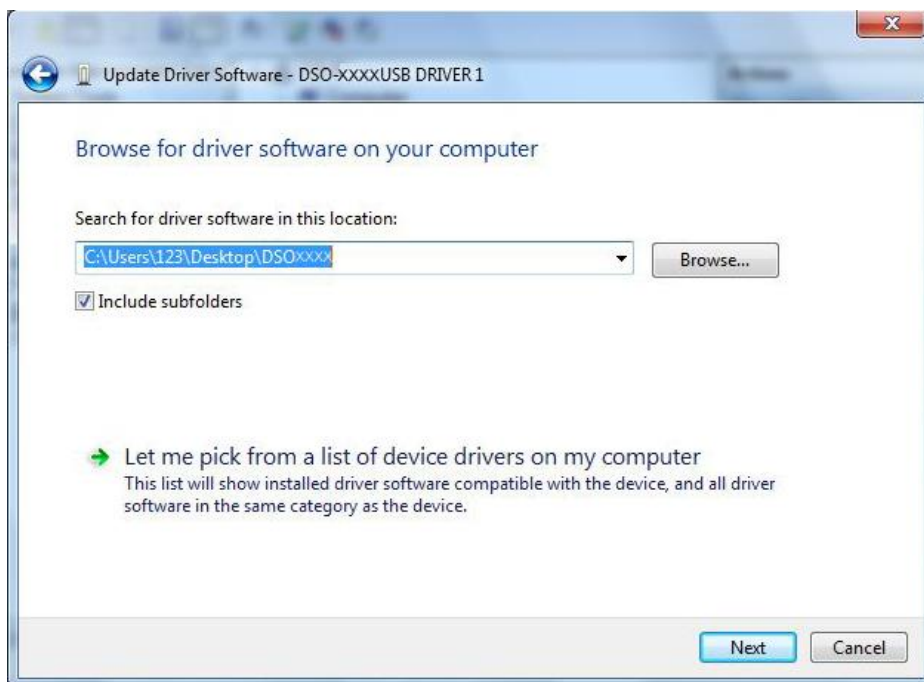 Update Driver Software - DSO-XXXXUSB DRIVER 1
Browse for driver software on your computer
Search for driver software in this location:
C:\Users\123\Desktop\DSOXXXX
Browse...
Include subfolders
Let me pick from a list of device drivers on my computer
This list will show installed driver software compatible with the device, and all driver
software in the same category as the device.
Next
Cancel